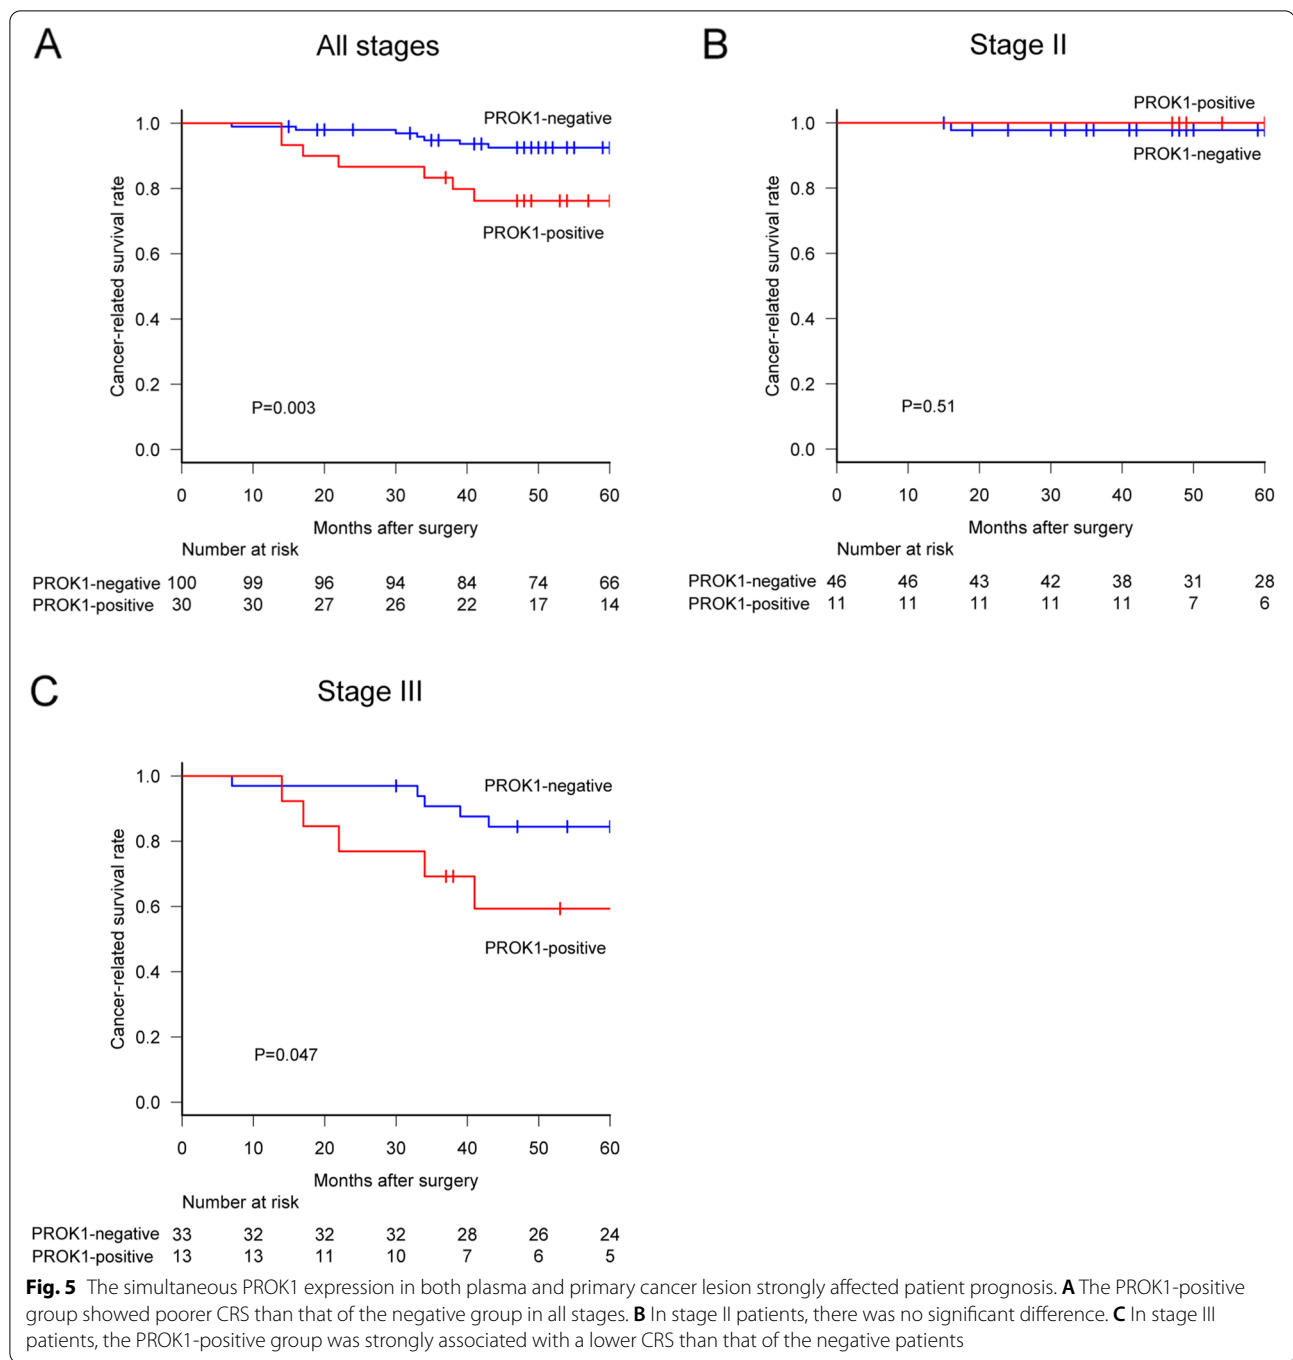 A
All stages
PROK1-negative
PROK1-positive
Cancer-related survival rate
1.0
0.8
0.6
0.4
0.2
0.0
P=0.003
0 10 20 30 40 50 60
Months after surgery
Number at risk
PROK1-negative 100 99 96 94 84 74 66
PROK1-positive 30 30 27 26 22 17 14
B
Stage II
PROK1-positive
PROK1-negative
Cancer-related survival rate
1.0
0.8
0.6
0.4
0.2
0.0
P=0.51
0 10 20 30 40 50 60
Months after surgery
Number at risk
PROK1-negative 46 46 43 42 38 31 28
PROK1-positive 11 11 11 11 11 7 6
C
Stage III
PROK1-negative
PROK1-positive
Cancer-related survival rate
1.0
0.8
0.6
0.4
0.2
0.0
P=0.047
0 10 20 30 40 50 60
Months after surgery
Number at risk
PROK1-negative 33 32 32 32 28 26 24
PROK1-positive 13 13 11 10 7 6 5
Fig. 5 The simultaneous PROK1 expression in both plasma and primary cancer lesion strongly affected patient prognosis. A The PROK1-positive
group showed poorer CRS than that of the negative group in all stages. B In stage II patients, there was no significant difference. C In stage III
patients, the PROK1-positive group was strongly associated with a lower CRS than that of the negative patients